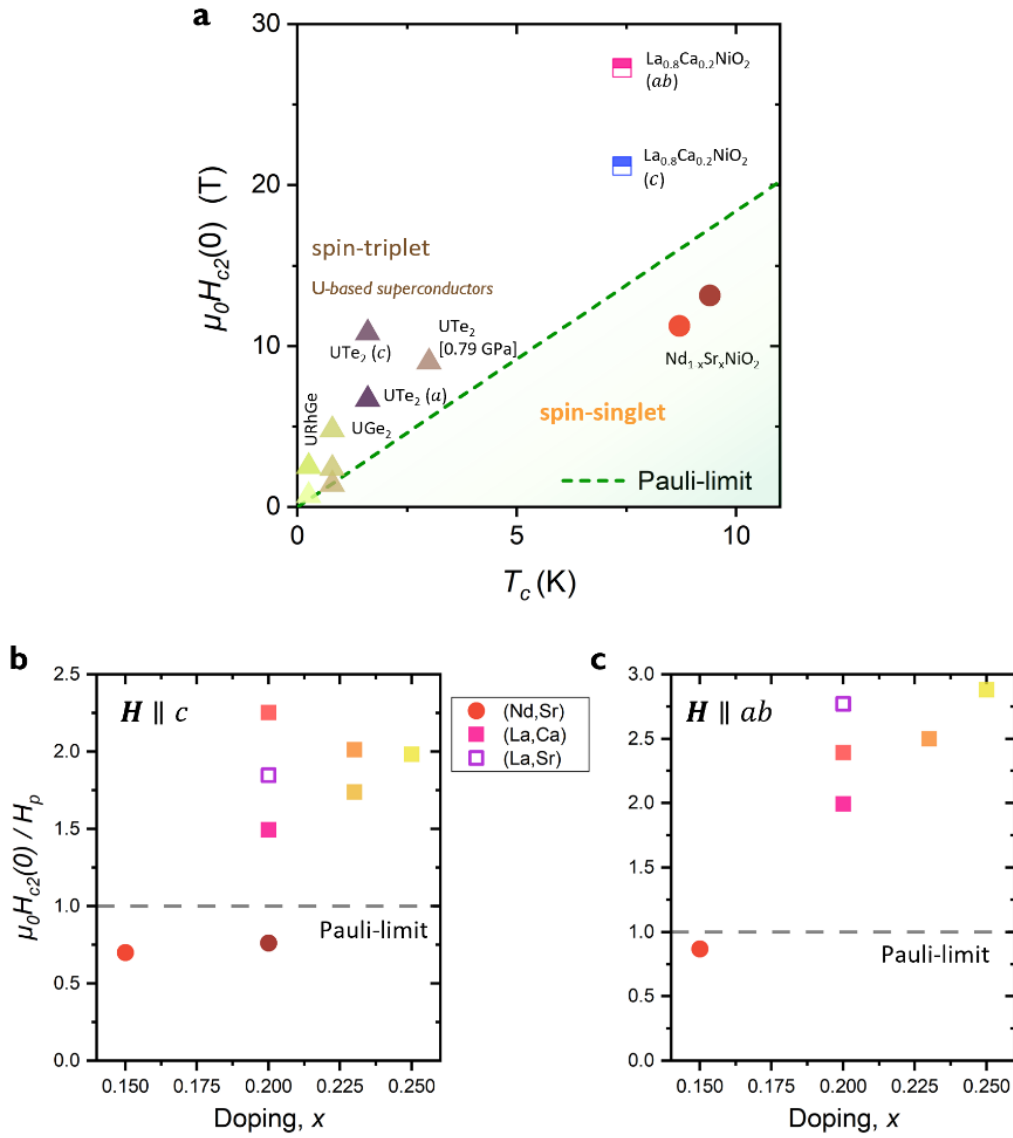 a
30
20
10
0
0
5
10
μ₀H_c2(0) (T)
T_c (K)
La₀.₈Ca₀.₂NiO₂
(ab)
La₀.₈Ca₀.₂NiO₂
(c)
spin-triplet
U-based superconductors
UTe₂
[0.79 GPa]
UTe₂ (c)
UTe₂ (a)
URhGe
UGe₂
Nd₁₋ₓSrₓNiO₂
spin-singlet
Pauli-limit
b
2.5
2.0
1.5
1.0
0.5
0.0
0.150
0.175
0.200
0.225
0.250
μ₀H_c2(0) / H_p
Doping, x
H ∥ c
Pauli-limit
(Nd,Sr)
(La,Ca)
(La,Sr)
c
3.0
2.5
2.0
1.5
1.0
0.5
0.0
0.150
0.175
0.200
0.225
0.250
Doping, x
H ∥ ab
Pauli-limit